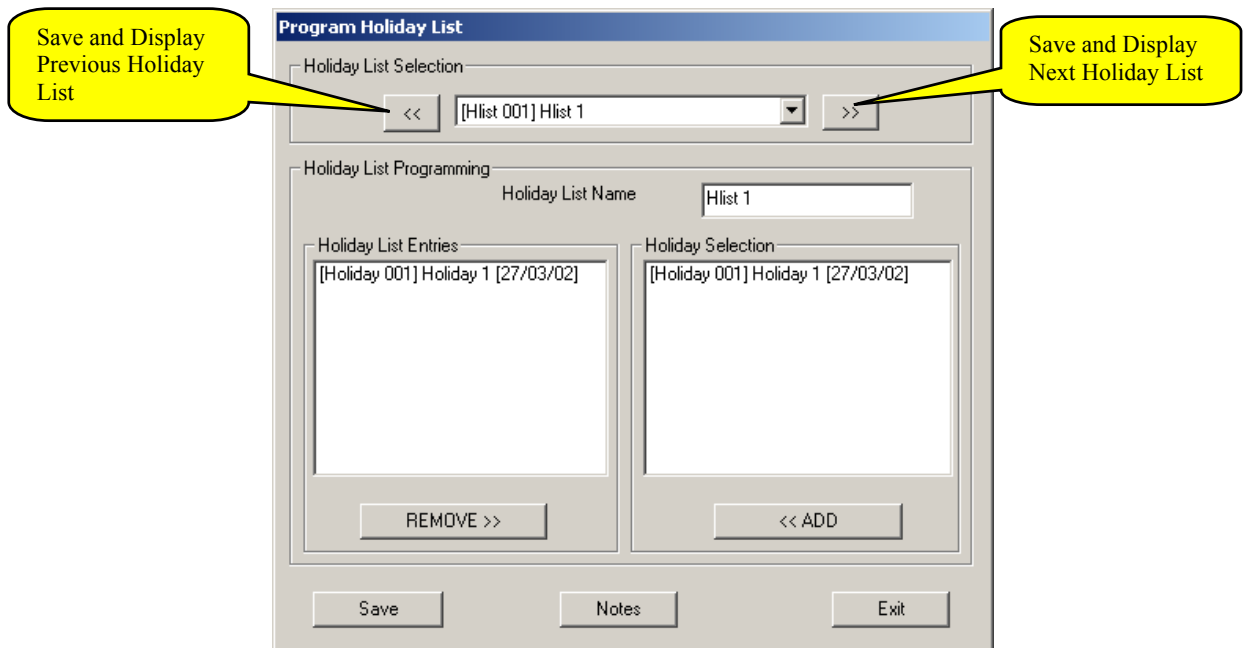 Save and Display
Previous Holiday
List
Program Holiday List
Save and Display
Next Holiday List
Holiday List Selection
<<
[Hlist 001] Hlist 1
>>
Holiday List Programming
Holiday List Name
Hlist 1
Holiday List Entries
[Holiday 001] Holiday 1 [27/03/02]
REMOVE >>
Holiday Selection
[Holiday 001] Holiday 1 [27/03/02]
<< ADD
Save
Notes
Exit